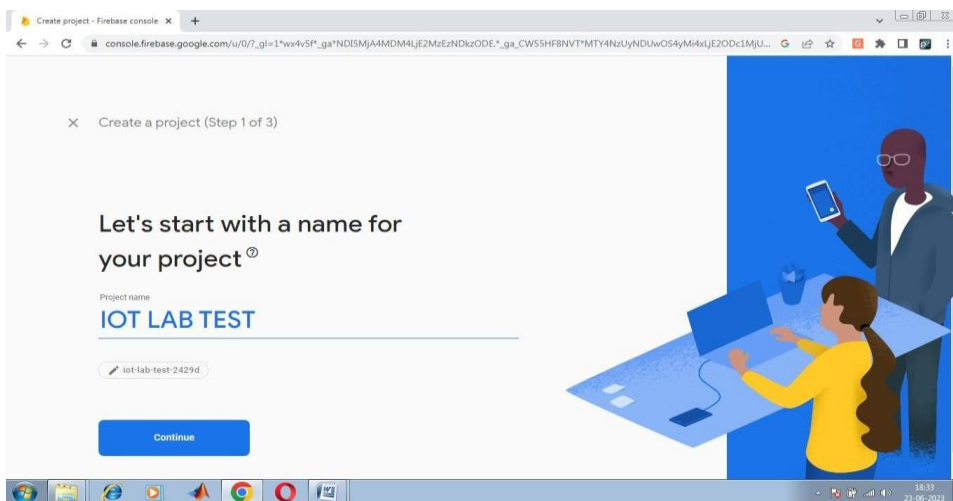 Create project - Firebase console
console.firebase.google.com/u/0/?_gl=1*wx4v5f*_ga*NDI5MjA4MDM4LjE2MzEzNDkzODE.*_ga_CW55HF8NVT*MTY4NzUyNDUwOS4yMi4xLjE2ODc1MjU...
Create a project (Step 1 of 3)
Let's start with a name for
your project
Project name
IOT LAB TEST
iot-lab-test-2429d
Continue
18:33
23-06-2023